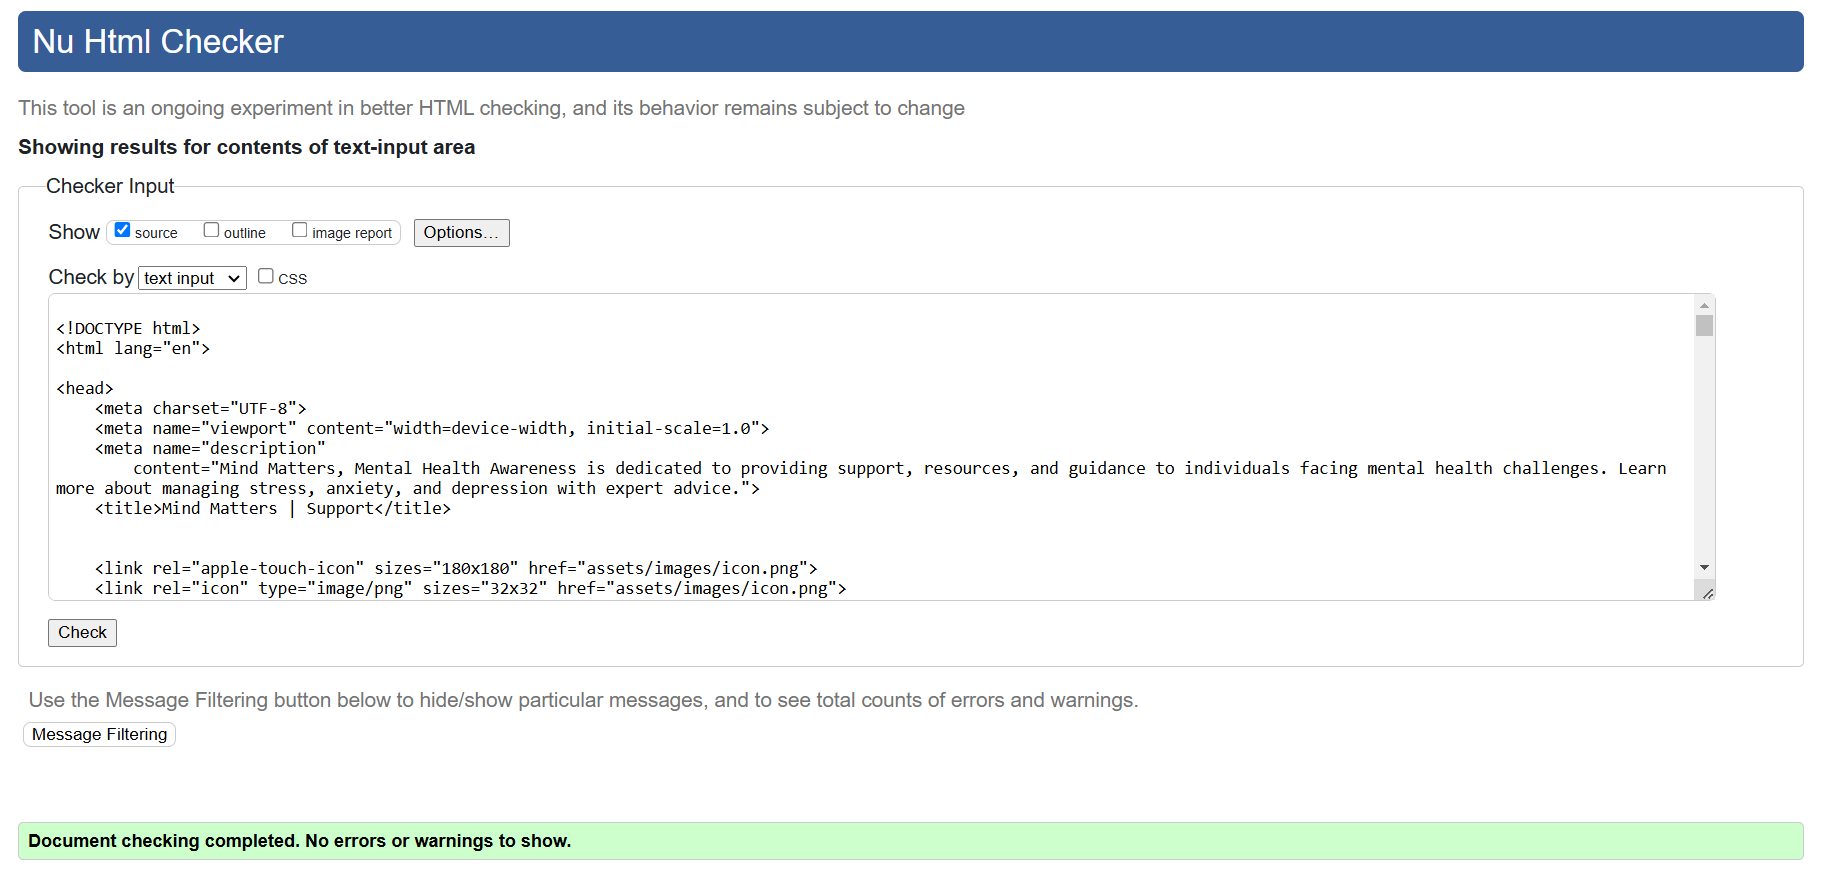 Nu Html Checker
This tool is an ongoing experiment in better HTML checking, and its behavior remains subject to change
Showing results for contents of text-input area
Checker Input
Show source outline image report Options...
Check by text input CSS
<!DOCTYPE html>
<html lang="en">
<head>
<meta charset="UTF-8">
<meta name="viewport" content="width=device-width, initial-scale=1.0">
<meta name="description"
content="Mind Matters, Mental Health Awareness is dedicated to providing support, resources, and guidance to individuals facing mental health challenges. Learn
more about managing stress, anxiety, and depression with expert advice.">
<title>Mind Matters | Support</title>
<link rel="apple-touch-icon" sizes="180x180" href="assets/images/icon.png">
<link rel="icon" type="image/png" sizes="32x32" href="assets/images/icon.png">
Check
Use the Message Filtering button below to hide/show particular messages, and to see total counts of errors and warnings.
Message Filtering
Document checking completed. No errors or warnings to show.